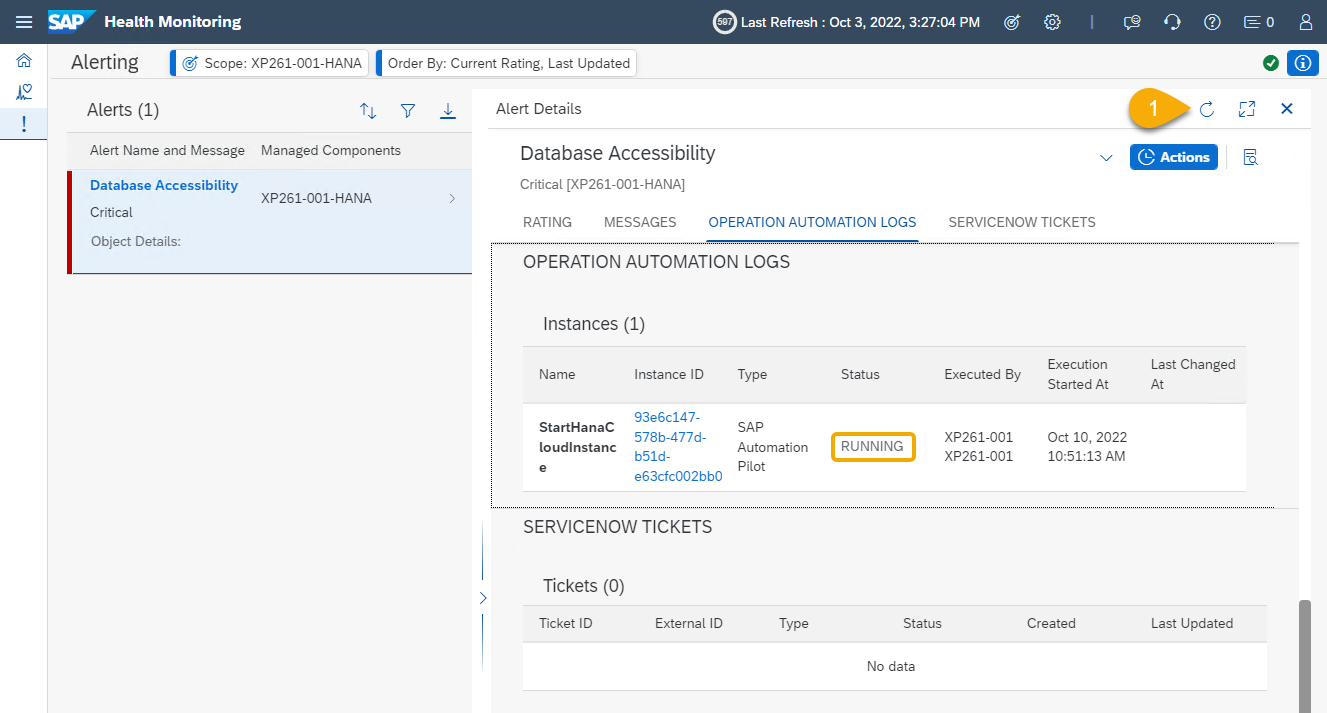 SAP Health Monitoring
597 Last Refresh : Oct 3, 2022, 3:27:04 PM
0
Alerting
Scope: XP261-001-HANA
Order By: Current Rating, Last Updated
Alerts (1)
Alert Name and Message Managed Components
Database Accessibility
XP261-001-HANA
Critical
Object Details:
Alert Details
1
Database Accessibility
Actions
Critical [XP261-001-HANA]
RATING MESSAGES OPERATION AUTOMATION LOGS SERVICENOW TICKETS
OPERATION AUTOMATION LOGS
Instances (1)
Name Instance ID Type Status Executed By Execution Started At Last Changed At
StartHanaC
loudInstanc
e
93e6c147-
578b-477d-
b51d-
e63cfc002bb0
SAP
Automation
Pilot
RUNNING
XP261-001
XP261-001
Oct 10, 2022
10:51:13 AM
SERVICENOW TICKETS
Tickets (0)
Ticket ID External ID Type Status Created Last Updated
No data